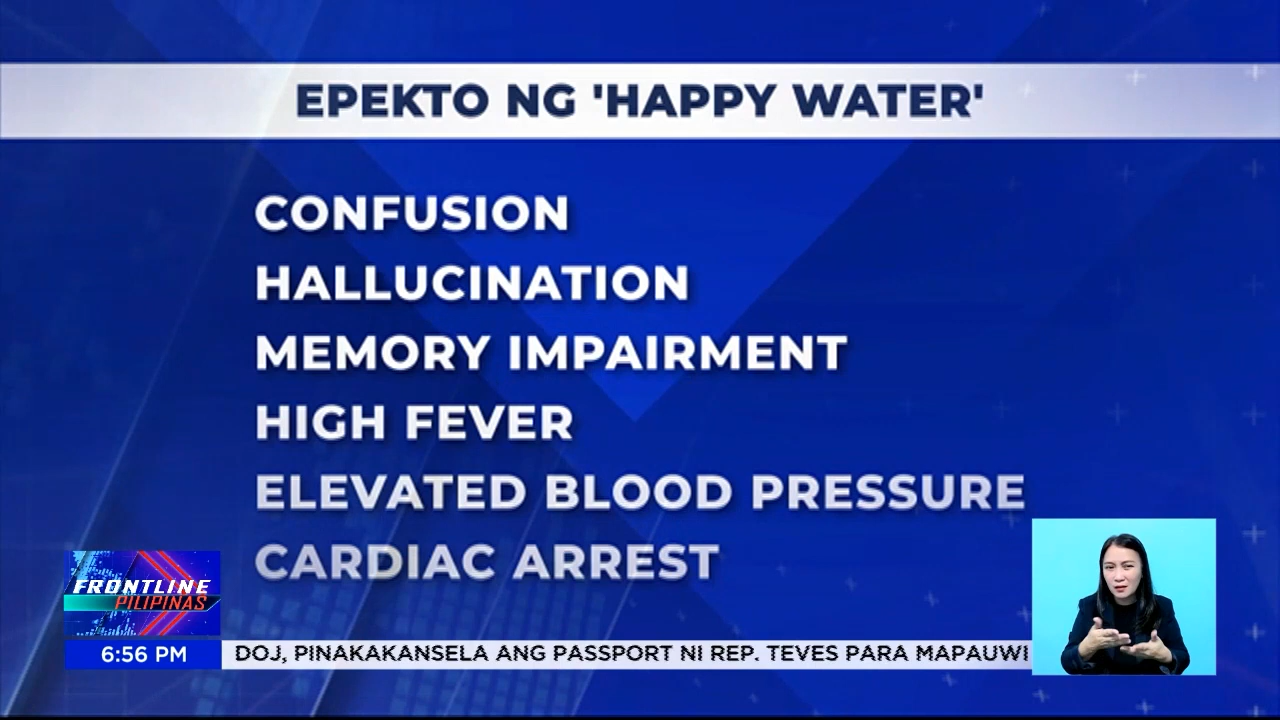 EPEKTO NG 'HAPPY WATER'
CONFUSION
HALLUCINATION
MEMORY IMPAIRMENT
HIGH FEVER
ELEVATED BLOOD PRESSURE
CARDIAC ARREST
FRONTLINE
PILIPINAS
6:56 PM
DOJ, PINAKAKANSELA ANG PASSPORT NI REP. TEVES PARA MAPAUWI